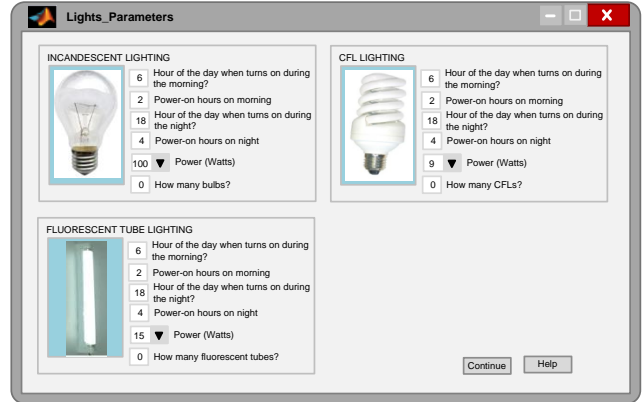 Lights_Parameters
X
INCANDESCENT LIGHTING
6 Hour of the day when turns on during
the morning?
2 Power-on hours on morning
18 Hour of the day when turns on during
the night?
4 Power-on hours on night
100 Power (Watts)
0 How many bulbs?
CFL LIGHTING
6 Hour of the day when turns on during
the morning?
2 Power-on hours on morning
18 Hour of the day when turns on during
the night?
4 Power-on hours on night
9 Power (Watts)
0 How many CFLs?
FLUORESCENT TUBE LIGHTING
6 Hour of the day when turns on during
the morning?
2 Power-on hours on morning
18 Hour of the day when turns on during
the night?
4 Power-on hours on night
15 Power (Watts)
0 How many fluorescent tubes?
Continue Help